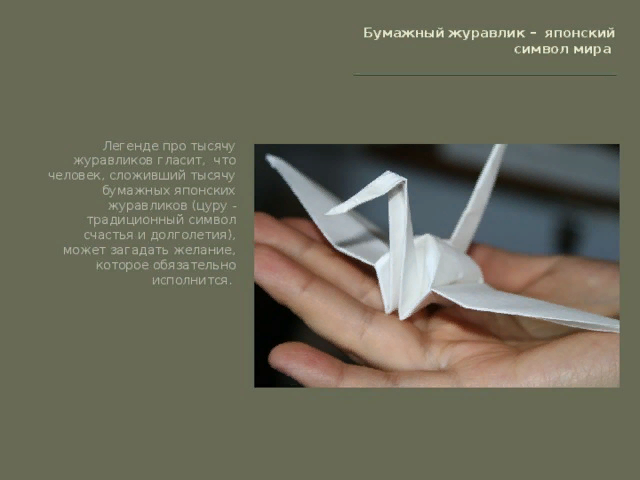 Бумажный журавлик – японский
символ мира
Легенде про тысячу
журавликов гласит, что
человек, сложивший тысячу
бумажных японских
журавликов (цуру -
традиционный символ
счастья и долголетия),
может загадать желание,
которое обязательно
исполнится.